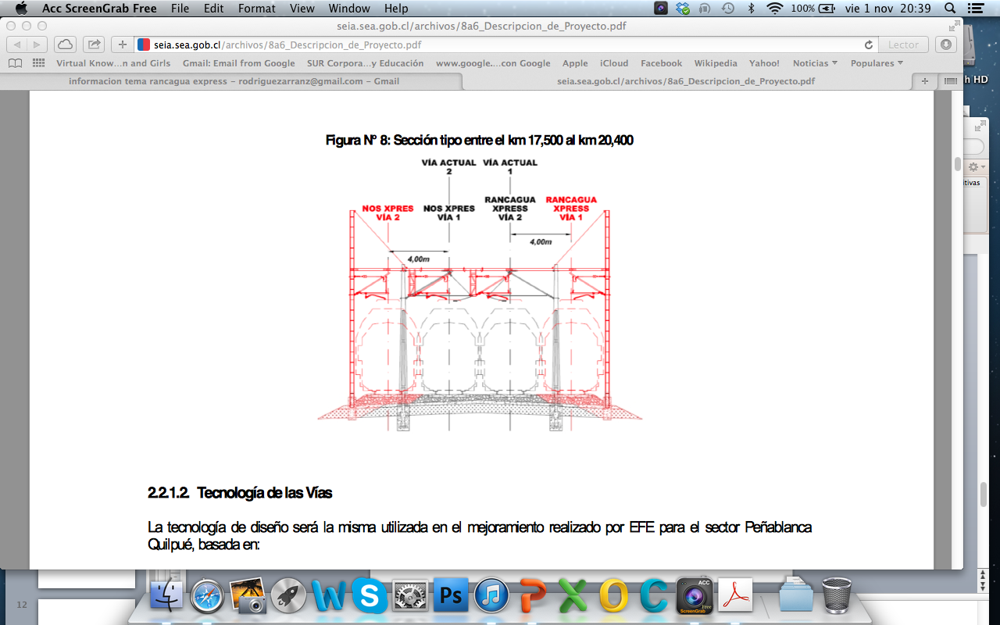 Acc ScreenGrab Free File Edit Format View Window Help 100% vie 1 nov 20:39
seia.sea.gob.cl/archivos/8a6_Descripcion_de_Proyecto.pdf
seia.sea.gob.cl/archivos/8a6_Descripcion_de_Proyecto.pdf Lector
Virtual Know...n and Girls Gmail: Email from Google SUR Corpora...y Educación www.google....con Google Apple iCloud Facebook Wikipedia Yahoo! Noticias Populares
informacion tema rancagua express – rodriguezarranz@gmail.com – Gmail seia.sea.gob.cl/archivos/8a6_Descripcion_de_Proyecto.pdf
h HD
itivas
Figura N° 8: Sección tipo entre el km 17,500 al km 20,400
VÍA ACTUAL VÍA ACTUAL
2 1
NOS XPRES NOS XPRES RANCAGUA RANCAGUA
VÍA 2 VÍA 1 XPRESS XPRESS
VÍA 2 VÍA 1
4,00m
4,00m
2.2.1.2. Tecnología de las Vías
La tecnología de diseño será la misma utilizada en el mejoramiento realizado por EFE para el sector Peñablanca
Quilpué, basada en:
12
Ps
ACC
ScreenGrab Free